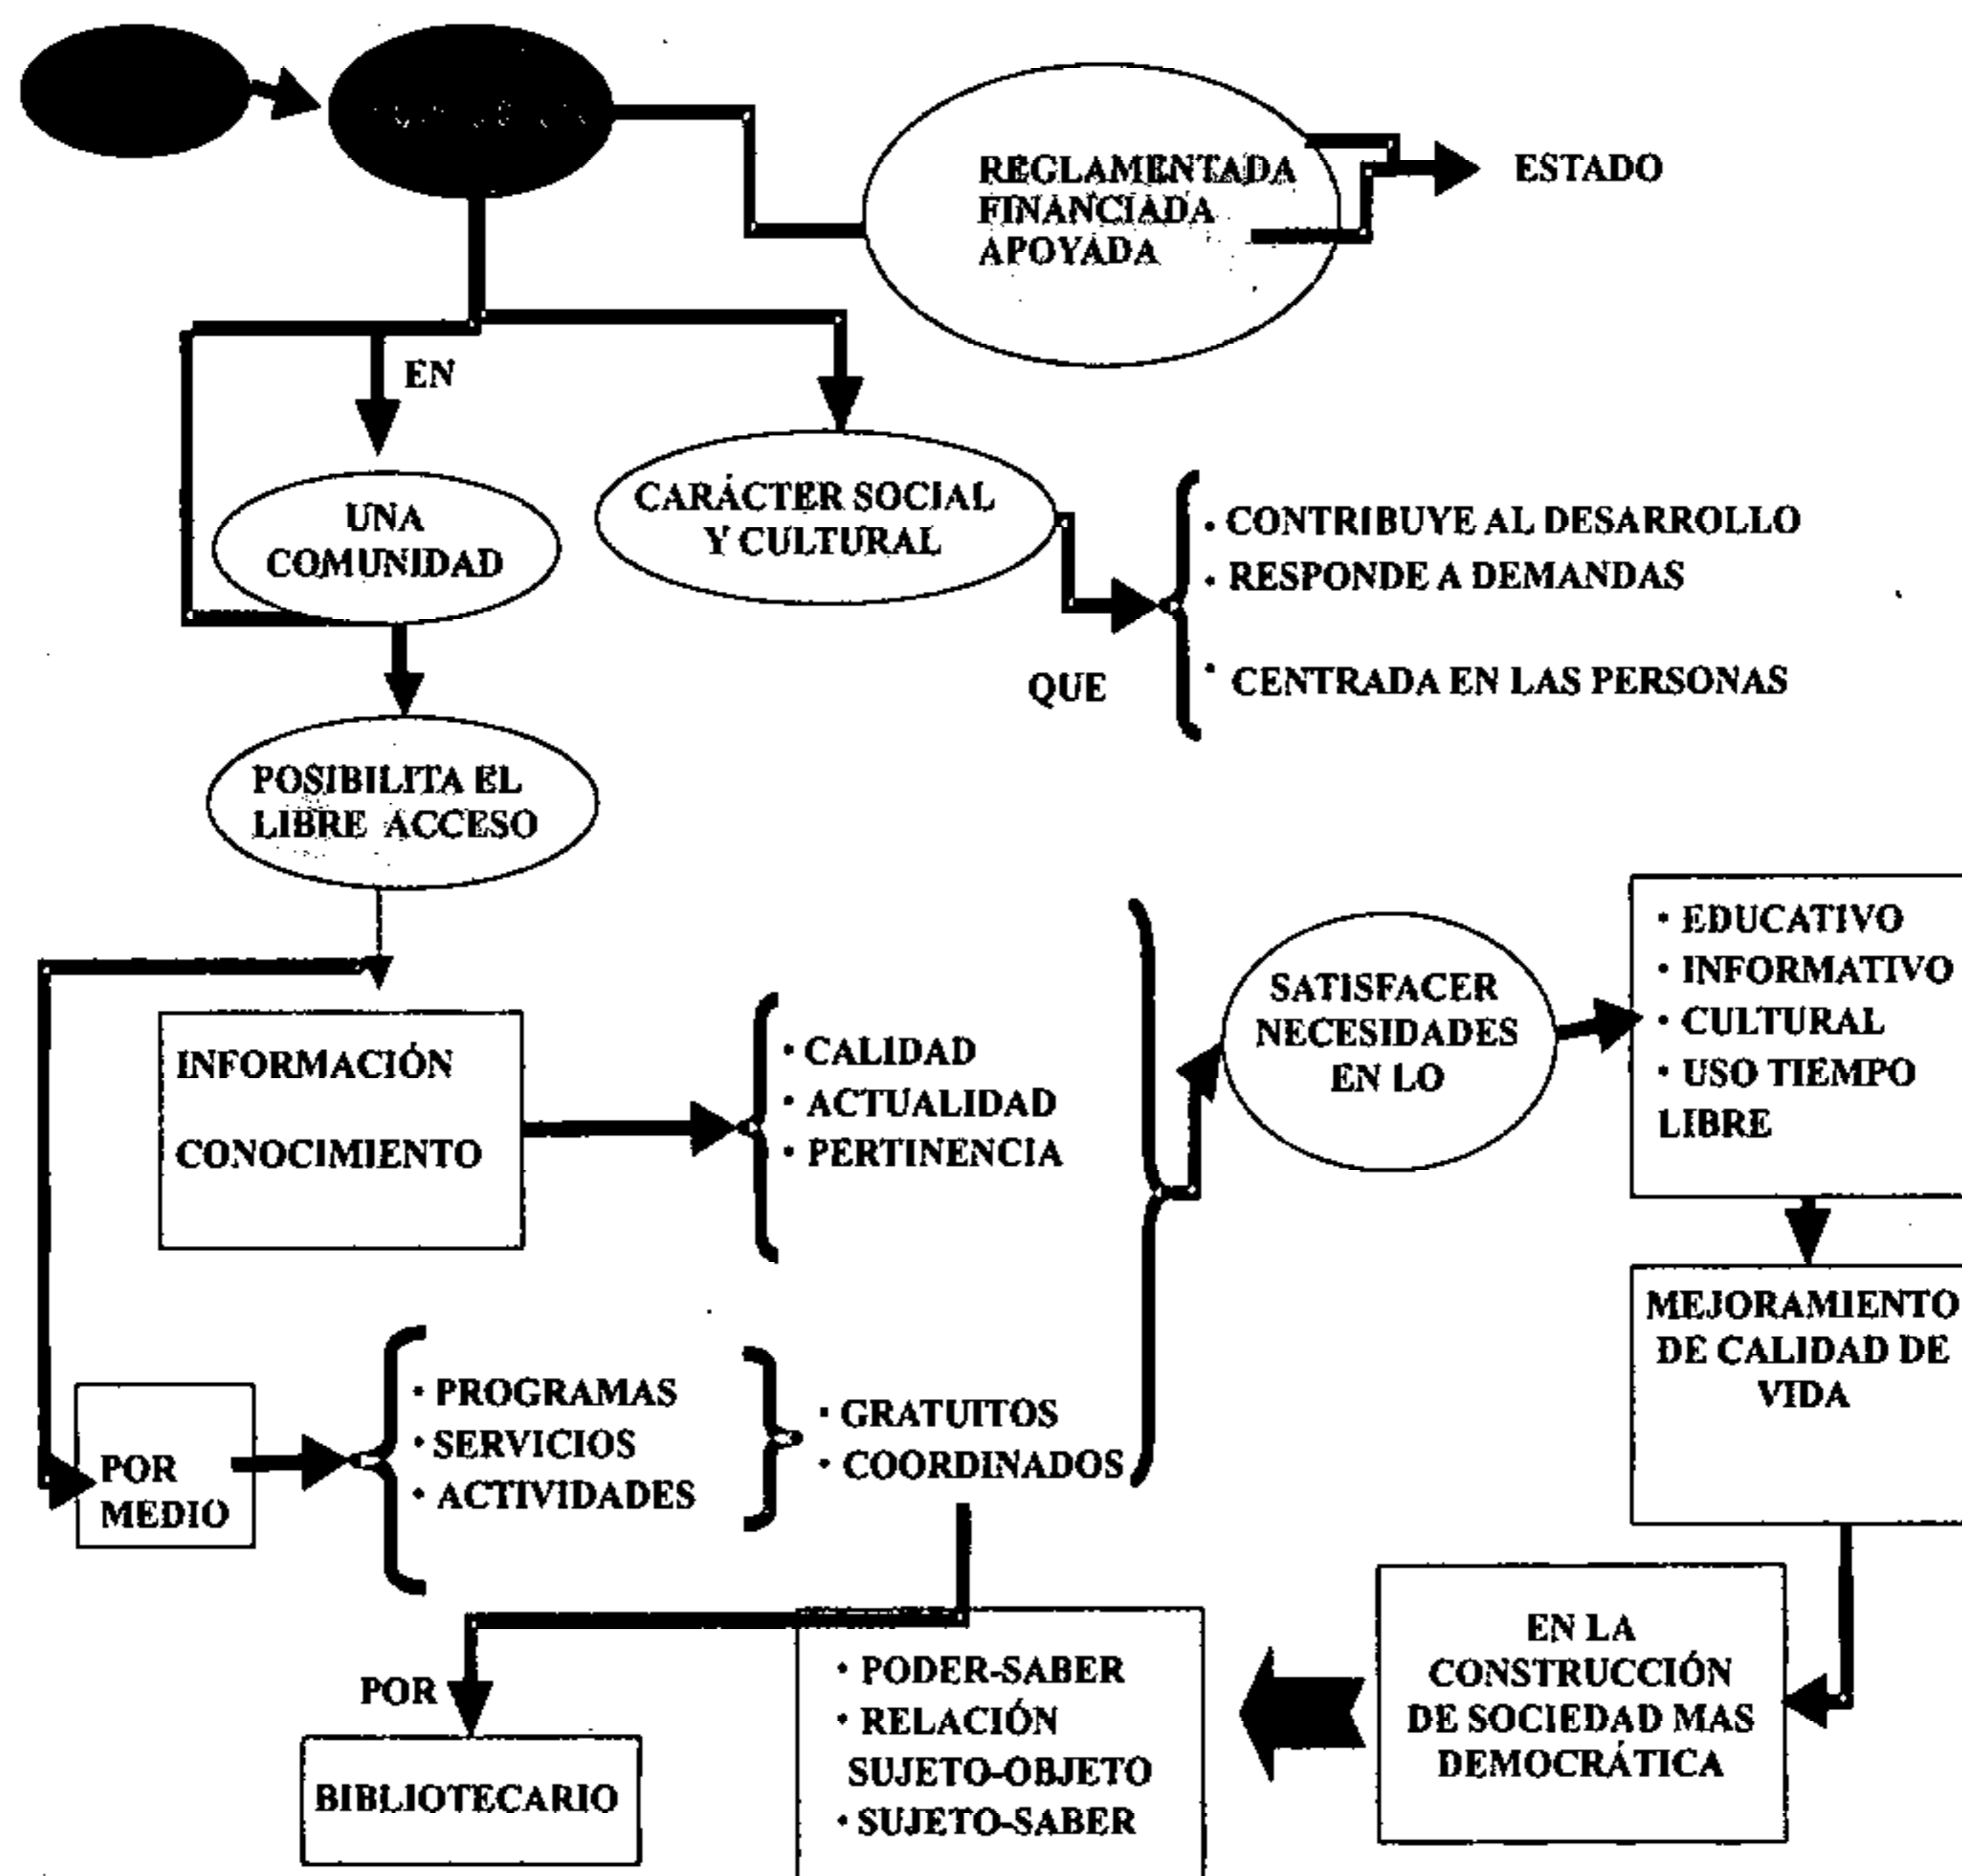 REGLAMENTADA
FINANCIADA
APOYADA
ESTADO
EN
UNA
COMUNIDAD
CARÁCTER SOCIAL
Y CULTURAL
QUE
· CONTRIBUYE AL DESARROLLO
· RESPONDE A DEMANDAS
· CENTRADA EN LAS PERSONAS
POSIBILITA EL
LIBRE ACCESO
INFORMACIÓN
CONOCIMIENTO
· CALIDAD
· ACTUALIDAD
· PERTINENCIA
SATISFACER
NECESIDADES
EN LO
· EDUCATIVO
· INFORMATIVO
· CULTURAL
· USO TIEMPO
LIBRE
MEJORAMIENTO
DE CALIDAD DE
VIDA
POR
MEDIO
· PROGRAMAS
· SERVICIOS
· ACTIVIDADES
· GRATUITOS
· COORDINADOS
POR
BIBLIOTECARIO
· PODER-SABER
· RELACIÓN
SUJETO-OBJETO
· SUJETO-SABER
EN LA
CONSTRUCCIÓN
DE SOCIEDAD MAS
DEMOCRÁTICA